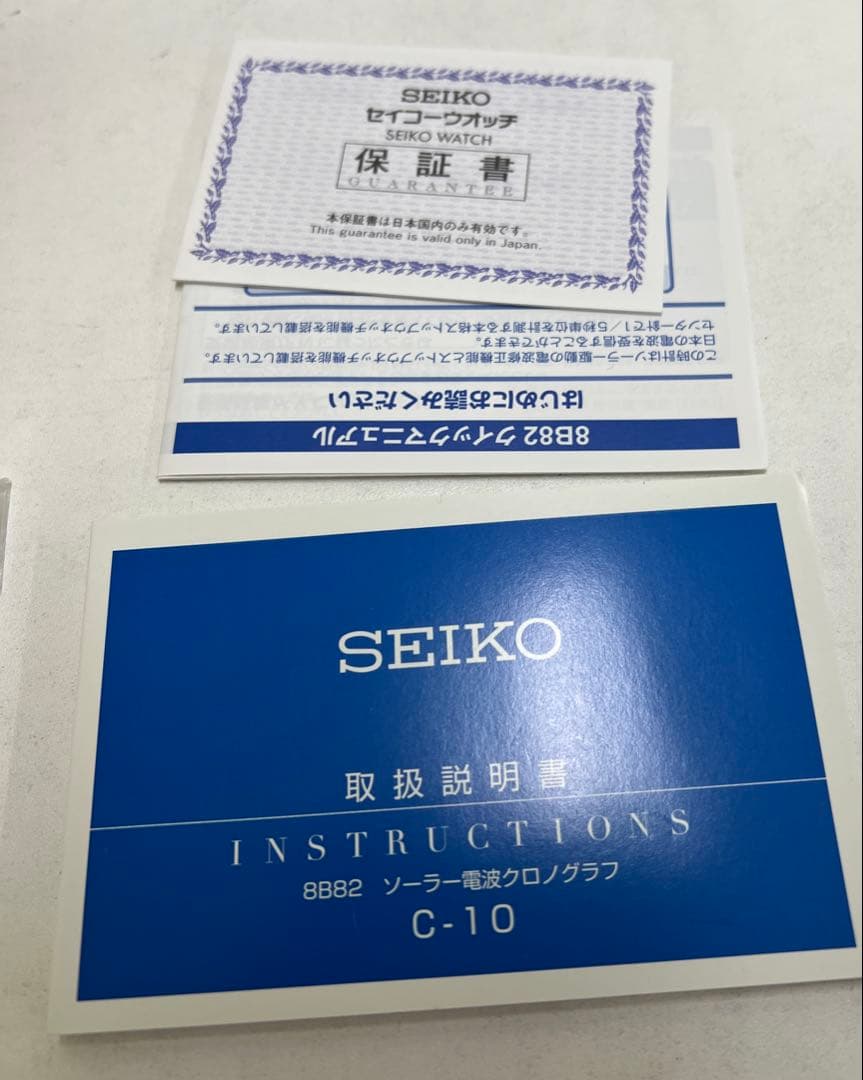 SEIKO
セイコーウオッチ
SEIKO WATCH
保証書
GUARANTEE
本保証書は日本国内のみ有効です。
This guarantee is valid only in Japan.
8B82 クイックマニュアル
はじめにお読みください
この時計はソーラー駆動の電波修正機能とストップウオッチ機能を搭載しています。
日本の電波を受信することができます。
センター針で1/5秒単位を計測する本格ストップウオッチ機能を搭載しています。
SEIKO
取扱説明書
INSTRUCTIONS
8B82 ソーラー電波クロノグラフ
C-10